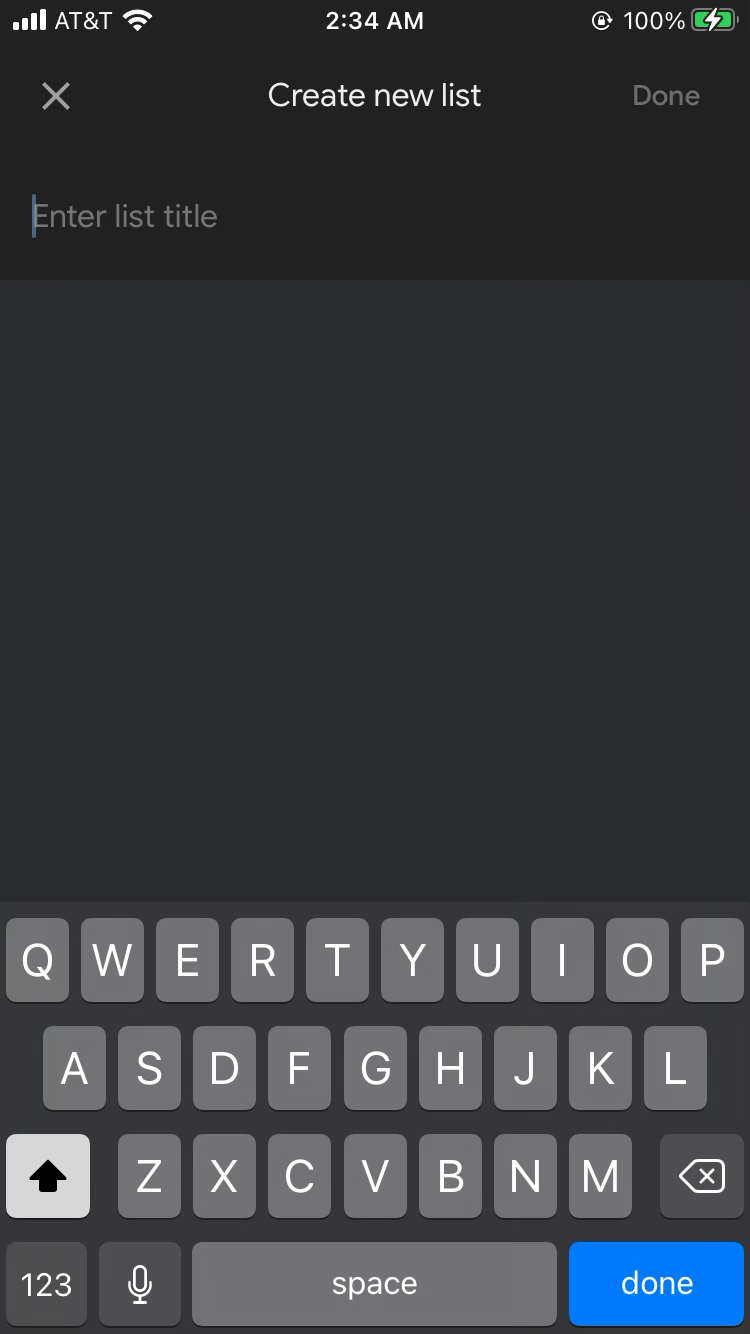 AT&T 2:34 AM 100%
Create new list Done
Enter list title
Q W E R T Y U I O P
A S D F G H J K L
Z X C V B N M
123 space done